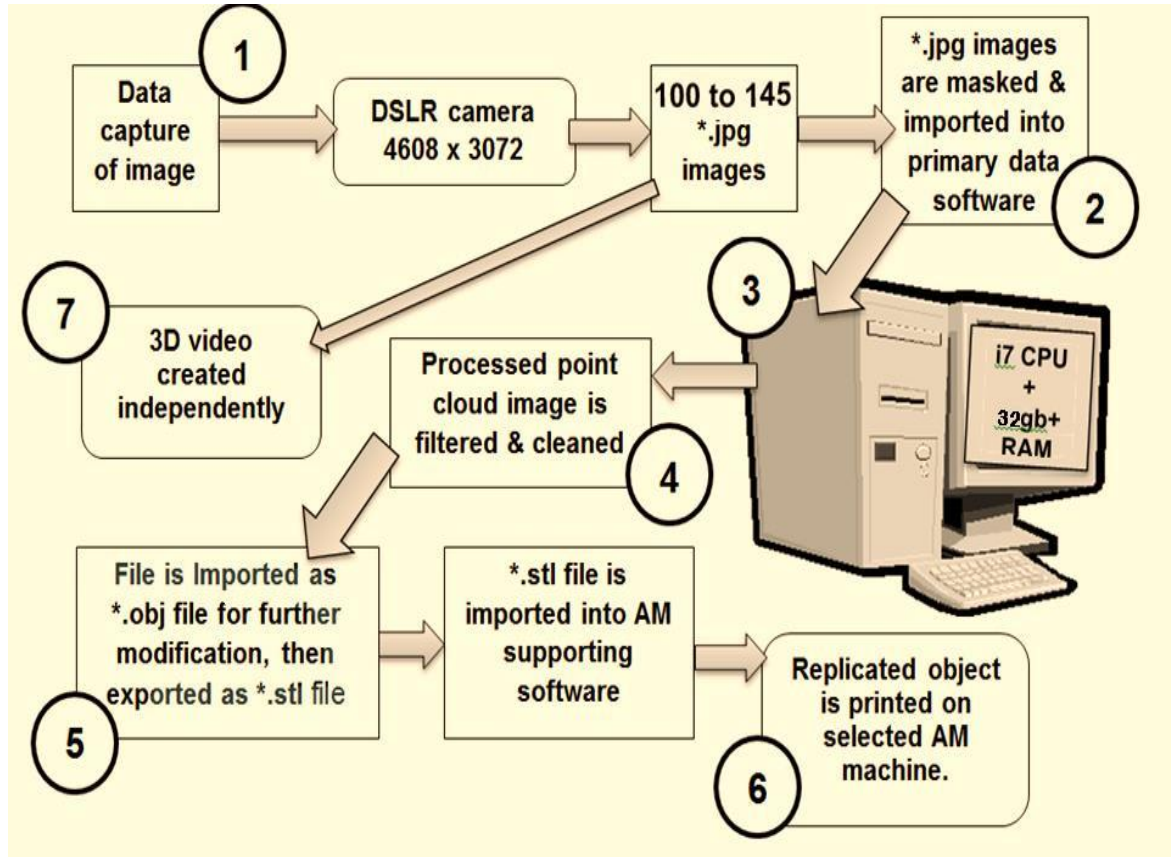 1
Data
capture
of image
DSLR camera
4608 x 3072
100 to 145
*.jpg
images
*.jpg images
are masked &
imported into
primary data
software
2
3
i7 CPU
+
32gb+
RAM
Processed point
cloud image is
filtered & cleaned
4
7
3D video
created
independently
File is Imported as
*.obj file for further
modification, then
exported as *.stl file
5
*.stl file is
imported into AM
supporting
software
Replicated object
is printed on
selected AM
machine.
6